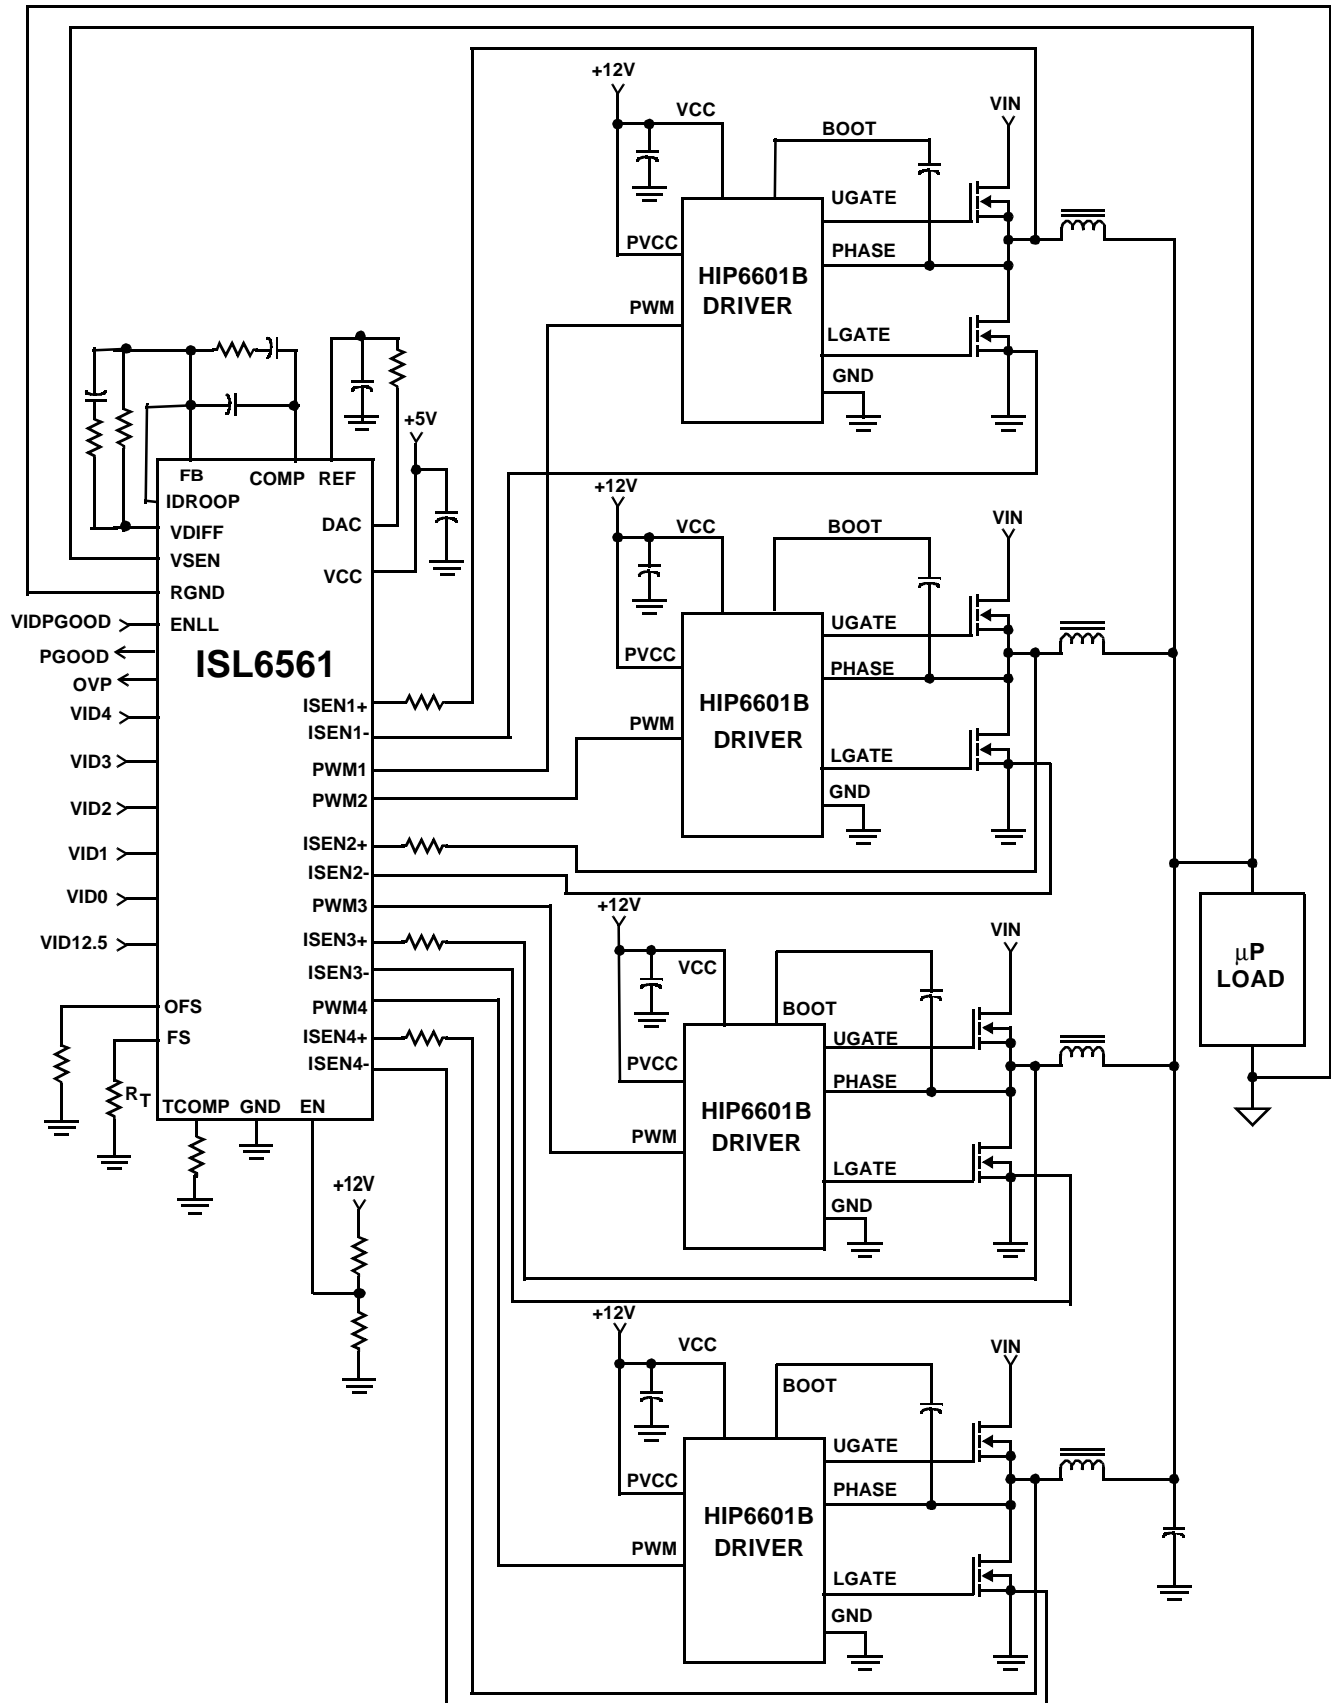 +12V
VCC
BOOT
VIN
UGATE
PVCC
PHASE
HIP6601B
DRIVER
PWM
LGATE
GND
+5V
FB
COMP
REF
IDROOP
VDIFF
DAC
VSEN
VCC
RGND
VIDPGOOD
ENLL
PGOOD
ISL6561
OVP
VID4
VID3
VID2
VID1
VID0
VID12.5
OFS
FS
RT
TCOMP
GND
EN
+12V
ISEN1+
ISEN1-
PWM1
PWM2
ISEN2+
ISEN2-
PWM3
ISEN3+
ISEN3-
PWM4
ISEN4+
ISEN4-
+12V
VCC
BOOT
VIN
UGATE
PVCC
PHASE
HIP6601B
DRIVER
PWM
LGATE
GND
+12V
VCC
BOOT
VIN
UGATE
PVCC
PHASE
HIP6601B
DRIVER
PWM
LGATE
GND
µP
LOAD
+12V
VCC
BOOT
VIN
UGATE
PVCC
PHASE
HIP6601B
DRIVER
PWM
LGATE
GND